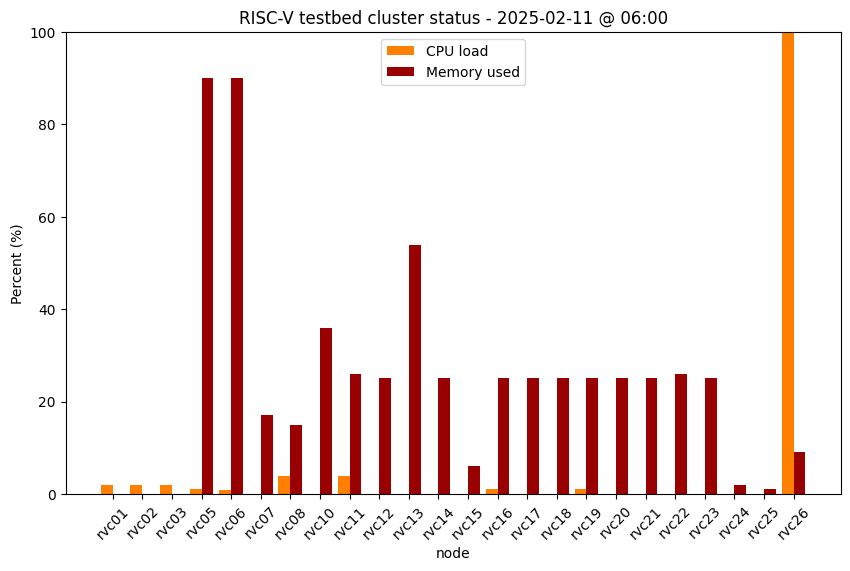 RISC-V testbed cluster status - 2025-02-11 @ 06:00
CPU load
Memory used
Percent (%)
100
80
60
40
20
0
rvc01
rvc02
rvc03
rvc05
rvc06
rvc07
rvc08
rvc10
rvc11
rvc12
rvc13
rvc14
rvc15
rvc16
rvc17
rvc18
rvc19
rvc20
rvc21
rvc22
rvc23
rvc24
rvc25
rvc26
node